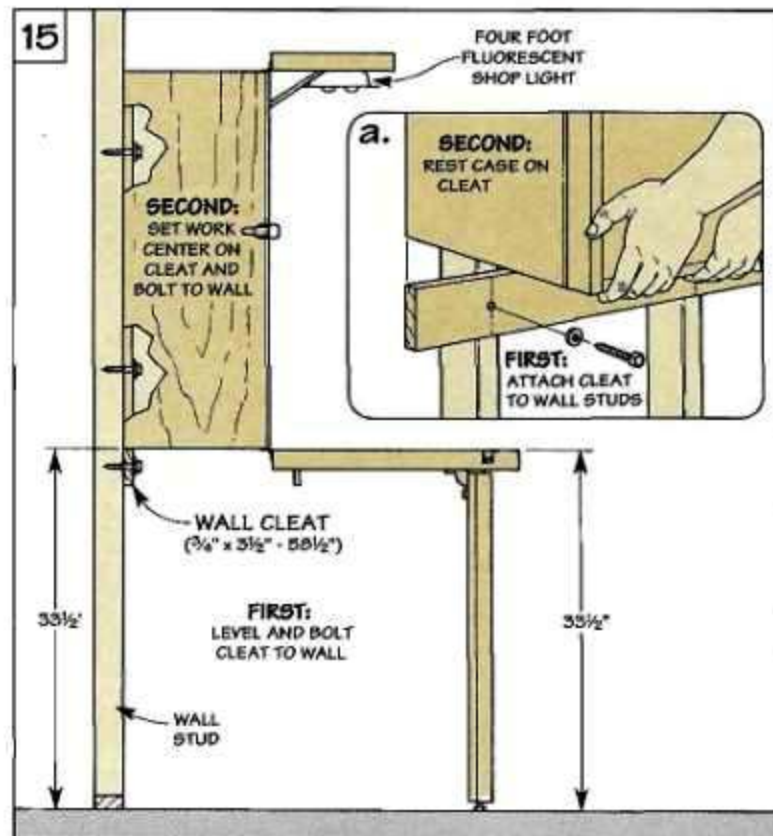 15
FOUR FOOT
FLUORESCENT
SHOP LIGHT
a.
SECOND:
REST CASE ON
CLEAT
FIRST:
ATTACH CLEAT
TO WALL STUDS
SECOND:
SET WORK
CENTER ON
CLEAT AND
BOLT TO WALL
WALL CLEAT
(¾" x 3½" - 58½")
33½"
FIRST:
LEVEL AND BOLT
CLEAT TO WALL
33½"
WALL
STUD